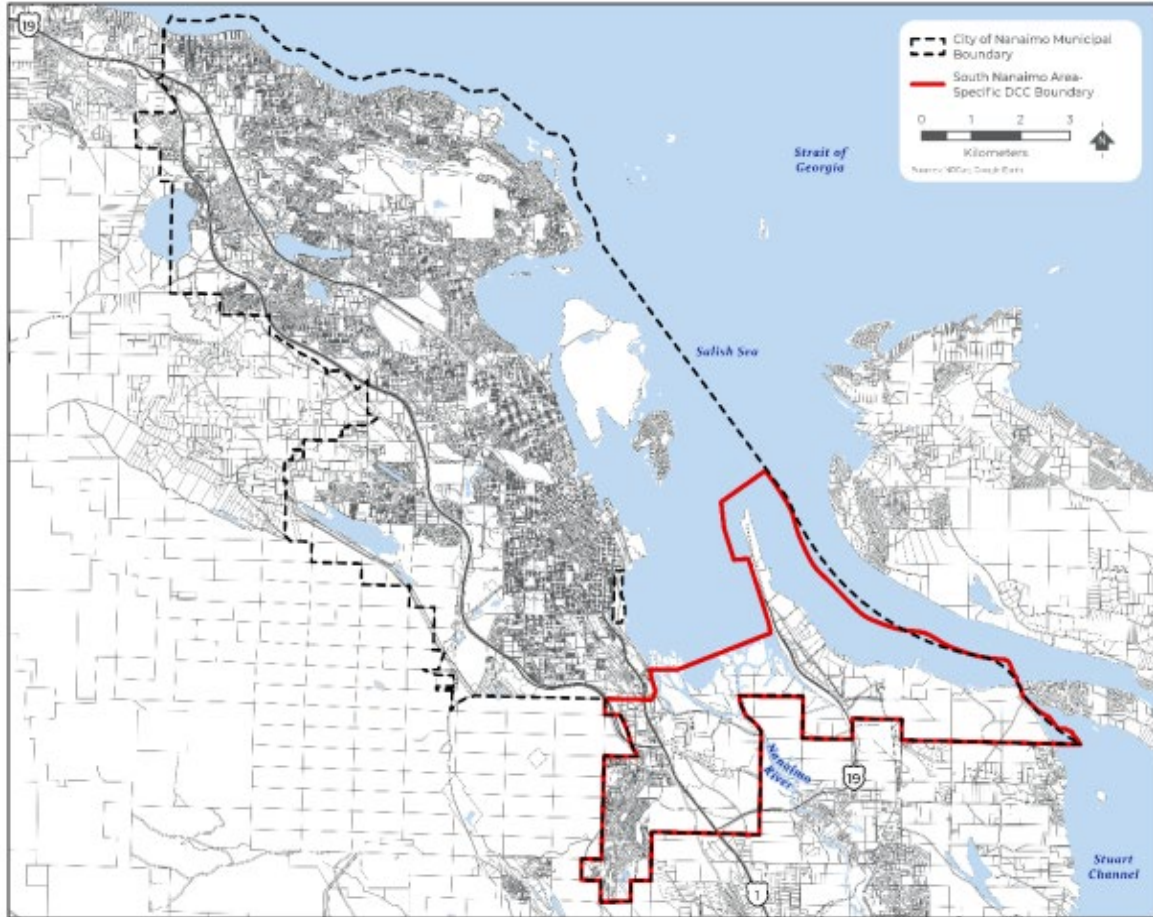 19
City of Nanaimo Municipal
Boundary
South Nanaimo Area-
Specific DCC Boundary
0 1 2 3
Kilometers
N
Strait of
Georgia
Salish Sea
Nanaimo
River
19
1
Stuart
Channel